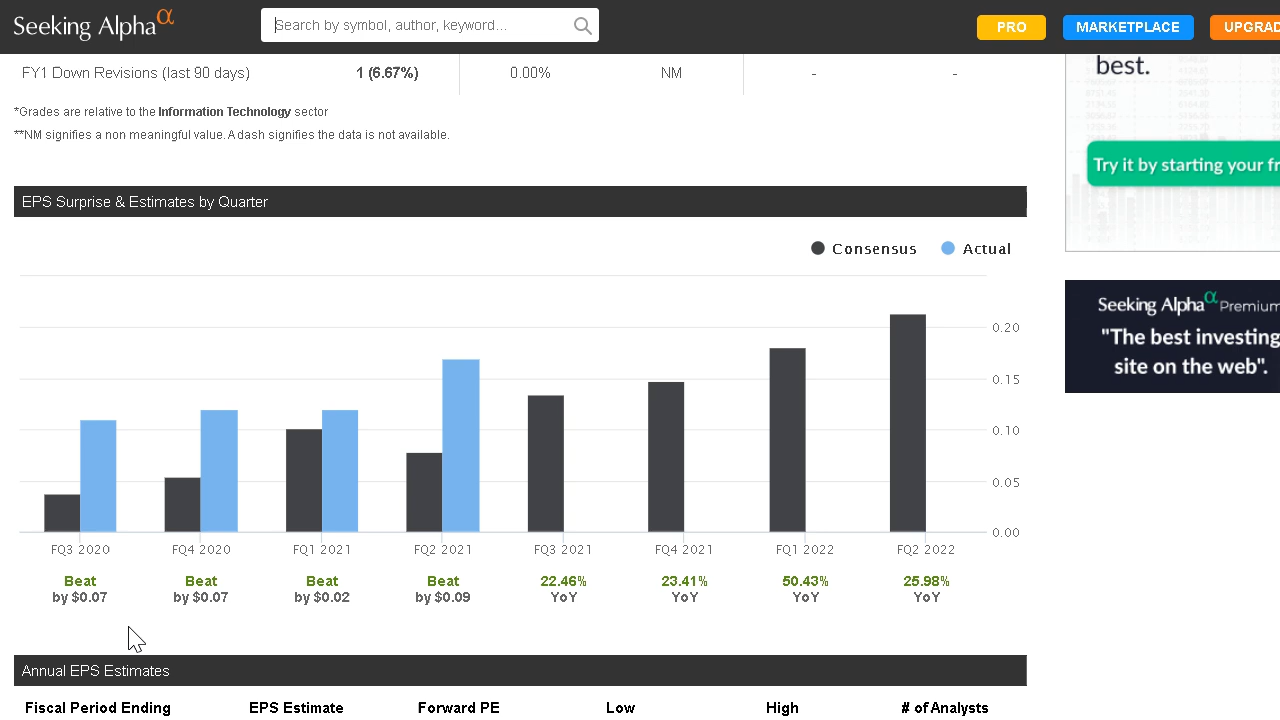 Seeking Alpha α
Search by symbol, author, keyword...
PRO
MARKETPLACE
UPGRAD
FY1 Down Revisions (last 90 days) 1 (6.67%) 0.00% NM - -
*Grades are relative to the Information Technology sector
**NM signifies a non meaningful value. A dash signifies the data is not available.
best.
Try it by starting your fr
Seeking Alpha α Premium
"The best investing
site on the web".
EPS Surprise & Estimates by Quarter
Consensus Actual
0.20
0.15
0.10
0.05
0.00
FQ3 2020 FQ4 2020 FQ1 2021 FQ2 2021 FQ3 2021 FQ4 2021 FQ1 2022 FQ2 2022
Beat Beat Beat Beat 22.46% 23.41% 50.43% 25.98%
by $0.07 by $0.07 by $0.02 by $0.09 YoY YoY YoY YoY
Annual EPS Estimates
Fiscal Period Ending EPS Estimate Forward PE Low High # of Analysts